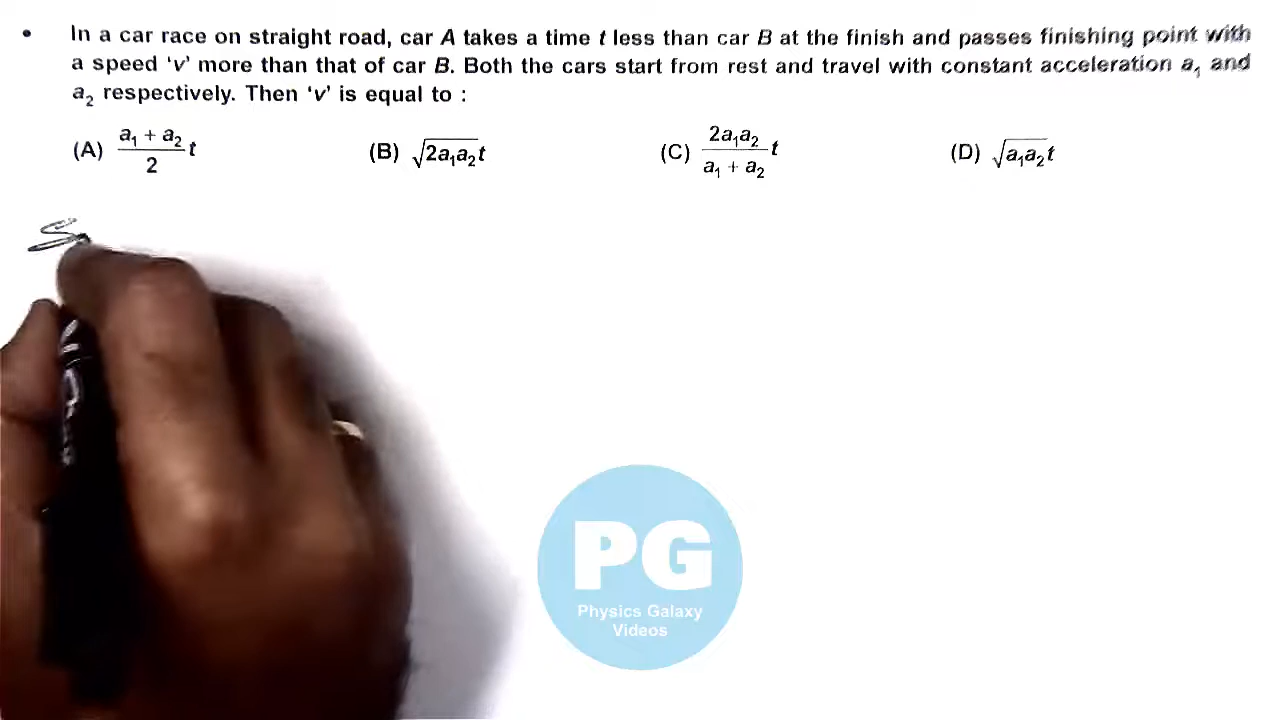 • In a car race on straight road, car A takes a time t less than car B at the finish and passes finishing point with
a speed ‘v’ more than that of car B. Both the cars start from rest and travel with constant acceleration a₁ and
a₂ respectively. Then ‘v’ is equal to :
(A) (a₁ + a₂)/2 t (B) √(2a₁a₂) t (C) 2a₁a₂/(a₁ + a₂) t (D) √(a₁a₂) t
PG
Physics Galaxy
Videos